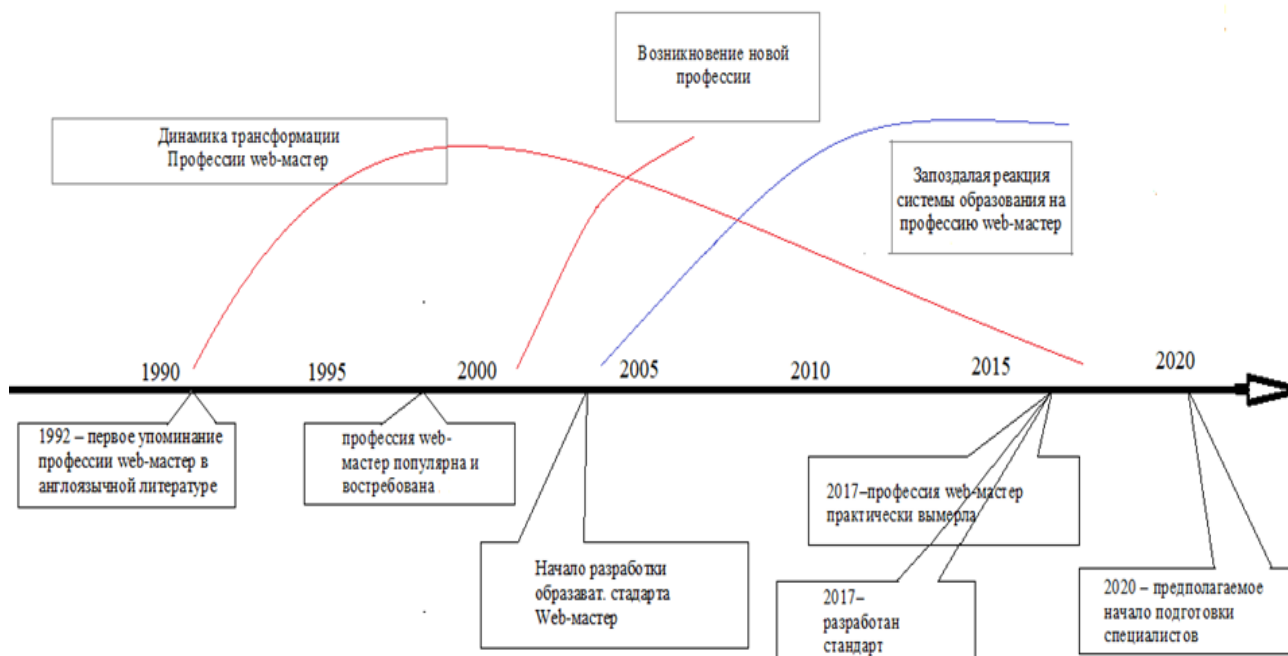 Возникновение новой
профессии
Динамика трансформации
Профессии web-мастер
Запоздалая реакция
системы образования на
профессию web-мастер
1990
1995
2000
2005
2010
2015
2020
1992 – первое упоминание
профессии web-мастер в
англоязычной литературе
профессия web-
мастер популярна и
востребована
Начало разработки
образават. стадарта
Web-мастер
2017–профессия web-мастер
практически вымерла
2017–
разработан
стандарт
2020 – предполагаемое
начало подготовки
специалистов